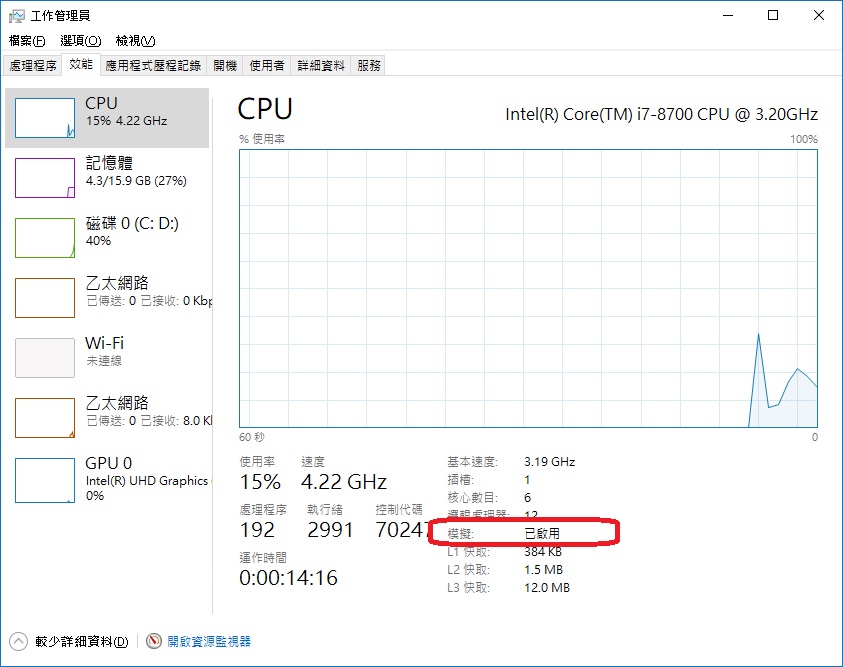 工作管理員
檔案(F) 選項(O) 檢視(V)
處理程序 效能 應用程式歷程記錄 開機 使用者 詳細資料 服務
CPU
15% 4.22 GHz
記憶體
4.3/15.9 GB (27%)
磁碟 0 (C: D:)
40%
乙太網路
已傳送: 0 已接收: 0 Kbp
Wi-Fi
未連線
乙太網路
已傳送: 0 已接收: 8.0 K
GPU 0
Intel(R) UHD Graphics
0%
CPU
Intel(R) Core(TM) i7-8700 CPU @ 3.20GHz
% 使用率 100%
60 秒 0
使用率 速度
15% 4.22 GHz
處理程序 執行緒 控制代碼
192 2991 70247
運作時間
0:00:14:16
基本速度: 3.19 GHz
插槽: 1
核心數目: 6
邏輯處理器: 12
模擬: 已啟用
L1 快取: 384 KB
L2 快取: 1.5 MB
L3 快取: 12.0 MB
較少詳細資料(D) 開啟資源監視器